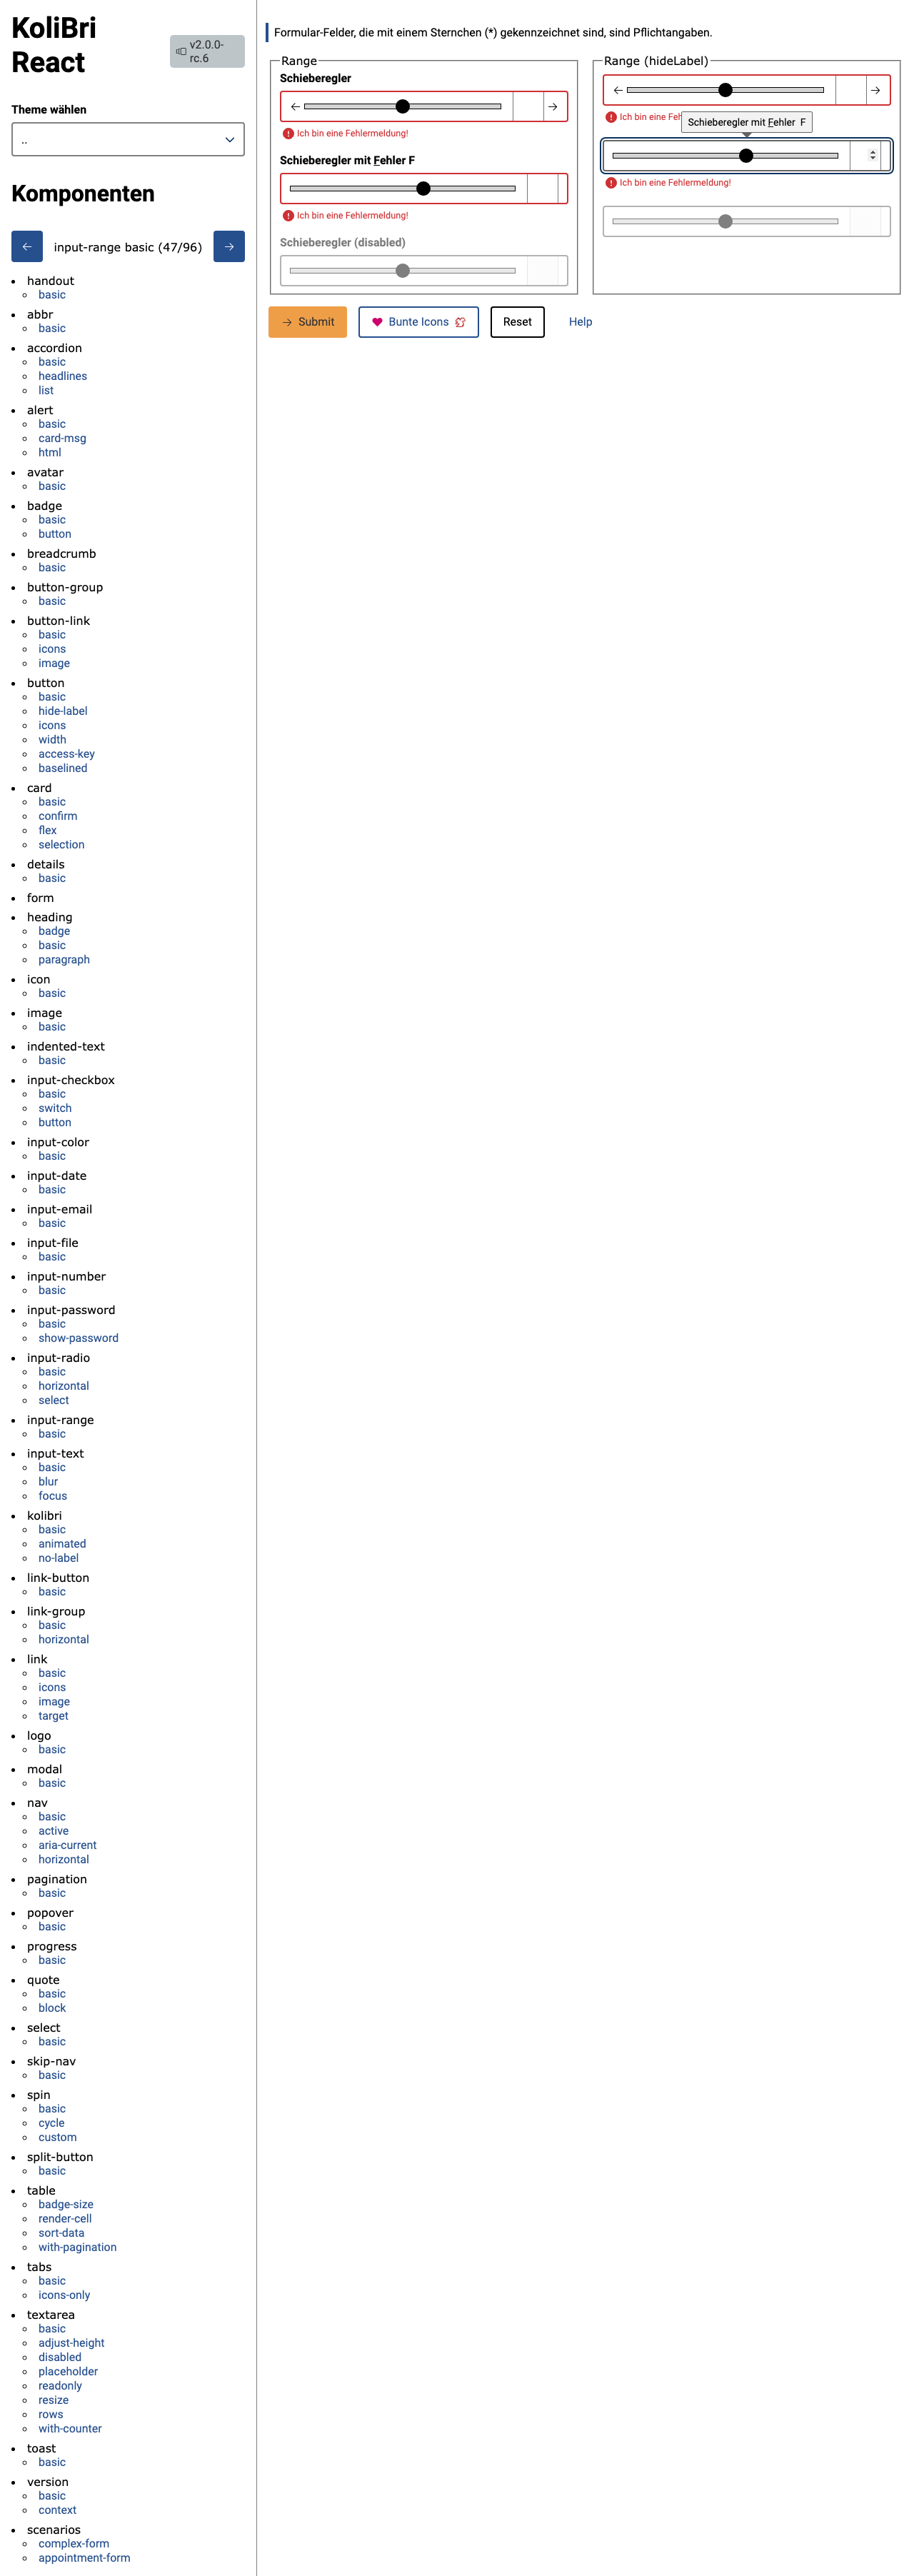 KoliBri
React
v2.0.0-
rc.6
Theme wählen
..
Komponenten
input-range basic (47/96)
handout
basic
abbr
basic
accordion
basic
headlines
list
alert
basic
card-msg
html
avatar
basic
badge
basic
button
breadcrumb
basic
button-group
basic
button-link
basic
icons
image
button
basic
hide-label
icons
width
access-key
baselined
card
basic
confirm
flex
selection
details
basic
form
heading
badge
basic
paragraph
icon
basic
image
basic
indented-text
basic
input-checkbox
basic
switch
button
input-color
basic
input-date
basic
input-email
basic
input-file
basic
input-number
basic
input-password
basic
show-password
input-radio
basic
horizontal
select
input-range
basic
input-text
basic
blur
focus
kolibri
basic
animated
no-label
link-button
basic
link-group
basic
horizontal
link
basic
icons
image
target
logo
basic
modal
basic
nav
basic
active
aria-current
horizontal
pagination
basic
popover
basic
progress
basic
quote
basic
block
select
basic
skip-nav
basic
spin
basic
cycle
custom
split-button
basic
table
badge-size
render-cell
sort-data
with-pagination
tabs
basic
icons-only
textarea
basic
adjust-height
disabled
placeholder
readonly
resize
rows
with-counter
toast
basic
version
basic
context
scenarios
complex-form
appointment-form
Formular-Felder, die mit einem Sternchen (*) gekennzeichnet sind, sind Pflichtangaben.
Range
Schieberegler
Ich bin eine Fehlermeldung!
Schieberegler mit Fehler F
Ich bin eine Fehlermeldung!
Schieberegler (disabled)
Range (hideLabel)
Ich bin eine Feh
Schieberegler mit Fehler F
Ich bin eine Fehlermeldung!
Submit
Bunte Icons
Reset
Help